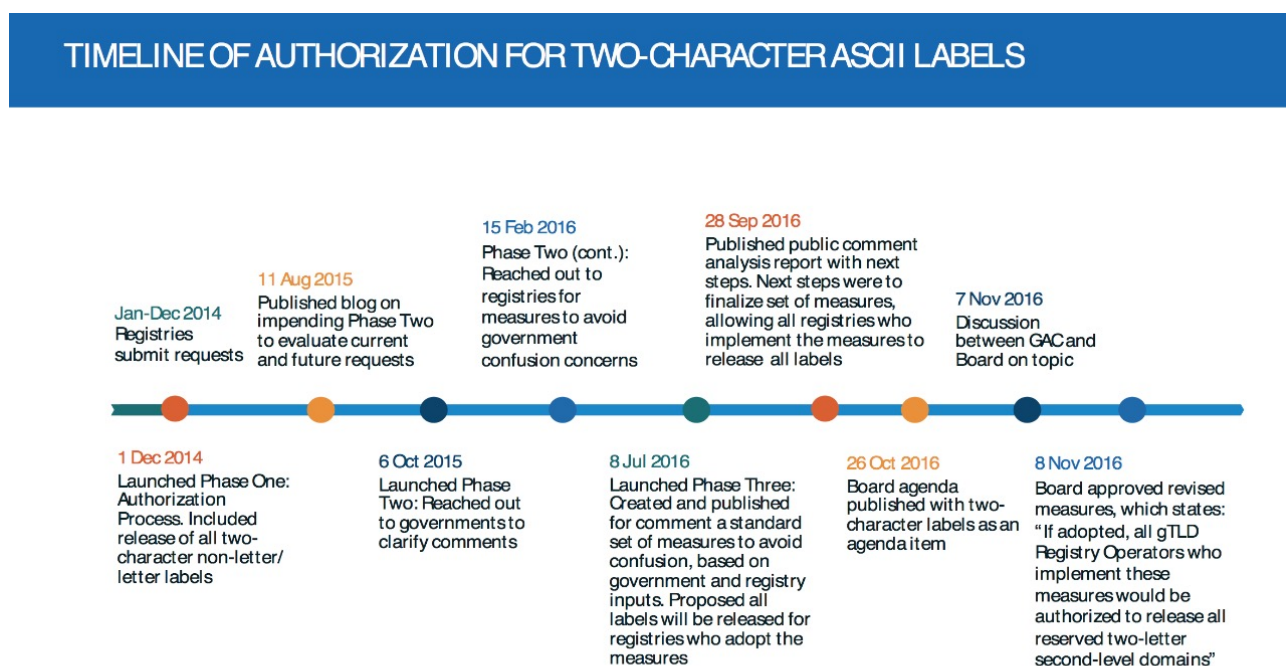 TIMELINE OF AUTHORIZATION FOR TWO-CHARACTER ASCII LABELS
Jan-Dec 2014
Registries
submit requests
1 Dec 2014
Launched Phase One:
Authorization
Process. Included
release of all two-
character non-letter/
letter labels
11 Aug 2015
Published blog on
impending Phase Two
to evaluate current
and future requests
6 Oct 2015
Launched Phase
Two: Reached out
to governments to
clarify comments
15 Feb 2016
Phase Two (cont.):
Reached out to
registries for
measures to avoid
government
confusion concerns
8 Jul 2016
Launched Phase Three:
Created and published
for comment a standard
set of measures to avoid
confusion, based on
government and registry
inputs. Proposed all
labels will be released for
registries who adopt the
measures
28 Sep 2016
Published public comment
analysis report with next
steps. Next steps were to
finalize set of measures,
allowing all registries who
implement the measures to
release all labels
26 Oct 2016
Board agenda
published with two-
character labels as an
agenda item
7 Nov 2016
Discussion
between GAC and
Board on topic
8 Nov 2016
Board approved revised
measures, which states:
“If adopted, all gTLD
Registry Operators who
implement these
measures would be
authorized to release all
reserved two-letter
second-level domains”